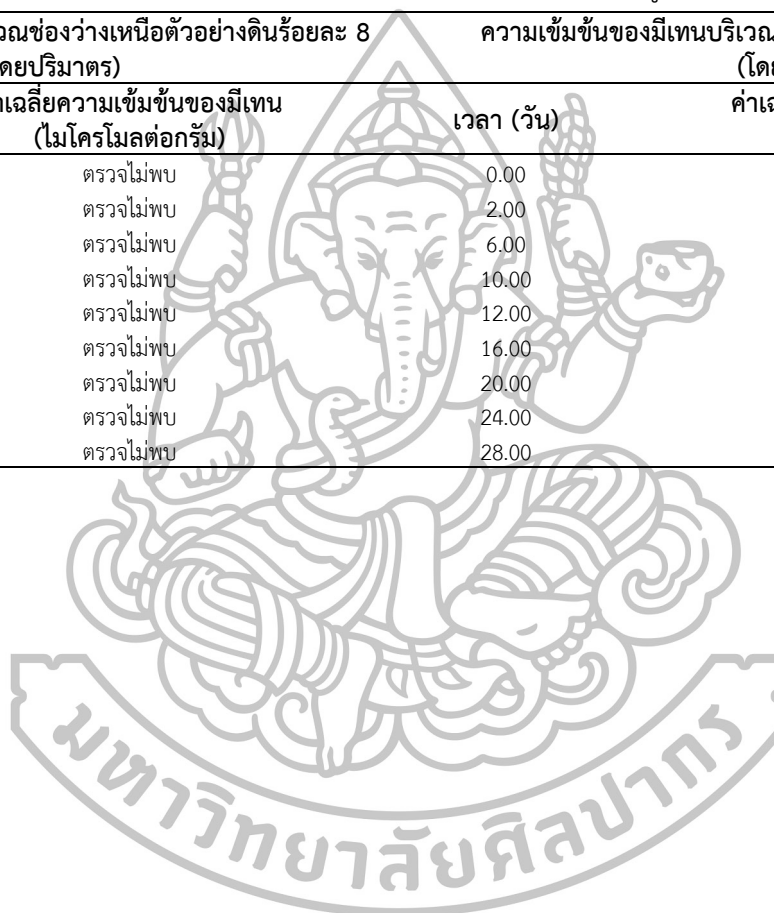 ช่องว่างเหนือตัวอย่างดินร้อยละ 8 ความเข้มข้นของมีเทนบริเวณ
ปริมาตร)
ความเข้มข้นของมีเทน เวลา (วัน)
(ไมโครโมลต่อกรัม)
ตรวจไม่พบ 0.00
ตรวจไม่พบ 2.00
ตรวจไม่พบ 6.00
ตรวจไม่พบ 10.00
ตรวจไม่พบ 12.00
ตรวจไม่พบ 16.00
ตรวจไม่พบ 20.00
ตรวจไม่พบ 24.00
ตรวจไม่พบ 28.00
มหาวิทยาลัยศิลปากร